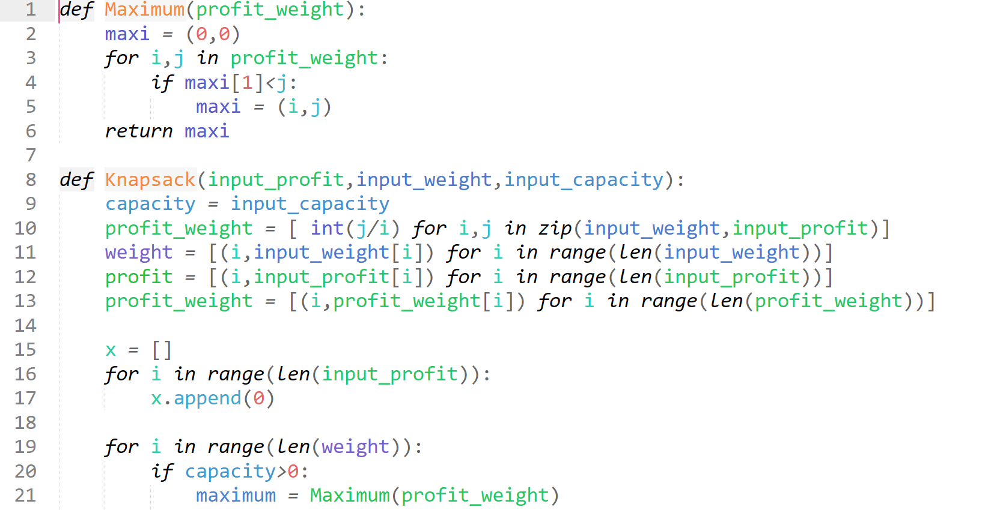 1 def Maximum(profit_weight):
2 maxi = (0,0)
3 for i,j in profit_weight:
4 if maxi[1]<j:
5 maxi = (i,j)
6 return maxi
7
8 def Knapsack(input_profit,input_weight,input_capacity):
9 capacity = input_capacity
10 profit_weight = [ int(j/i) for i,j in zip(input_weight,input_profit)]
11 weight = [(i,input_weight[i]) for i in range(len(input_weight))]
12 profit = [(i,input_profit[i]) for i in range(len(input_profit))]
13 profit_weight = [(i,profit_weight[i]) for i in range(len(profit_weight))]
14
15 x = []
16 for i in range(len(input_profit)):
17 x.append(0)
18
19 for i in range(len(weight)):
20 if capacity>0:
21 maximum = Maximum(profit_weight)